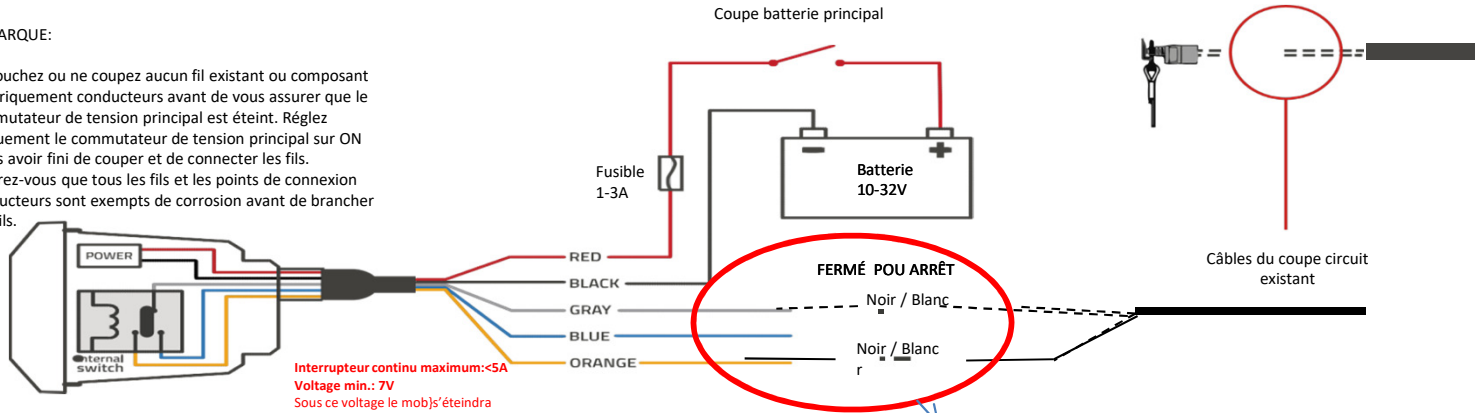 Coupe batterie principal
ARQUE:
ouchez ou ne coupez aucun fil existant ou composant
riquement conducteurs avant de vous assurer que le
mutateur de tension principal est éteint. Réglez
uement le commutateur de tension principal sur ON
s avoir fini de couper et de connecter les fils.
rez-vous que tous les fils et les points de connexion
ucteurs sont exempts de corrosion avant de brancher
ils.
Fusible
1-3A
Batterie
10-32V
POWER
nternal
switch
RED
BLACK
GRAY
BLUE
ORANGE
FERMÉ POU ARRÊT
Noir / Blanc
Noir / Blanc
r
Câbles du coupe circuit
existant
Interrupteur continu maximum:<5A
Voltage min.: 7V
Sous ce voltage le mob}s’éteindra